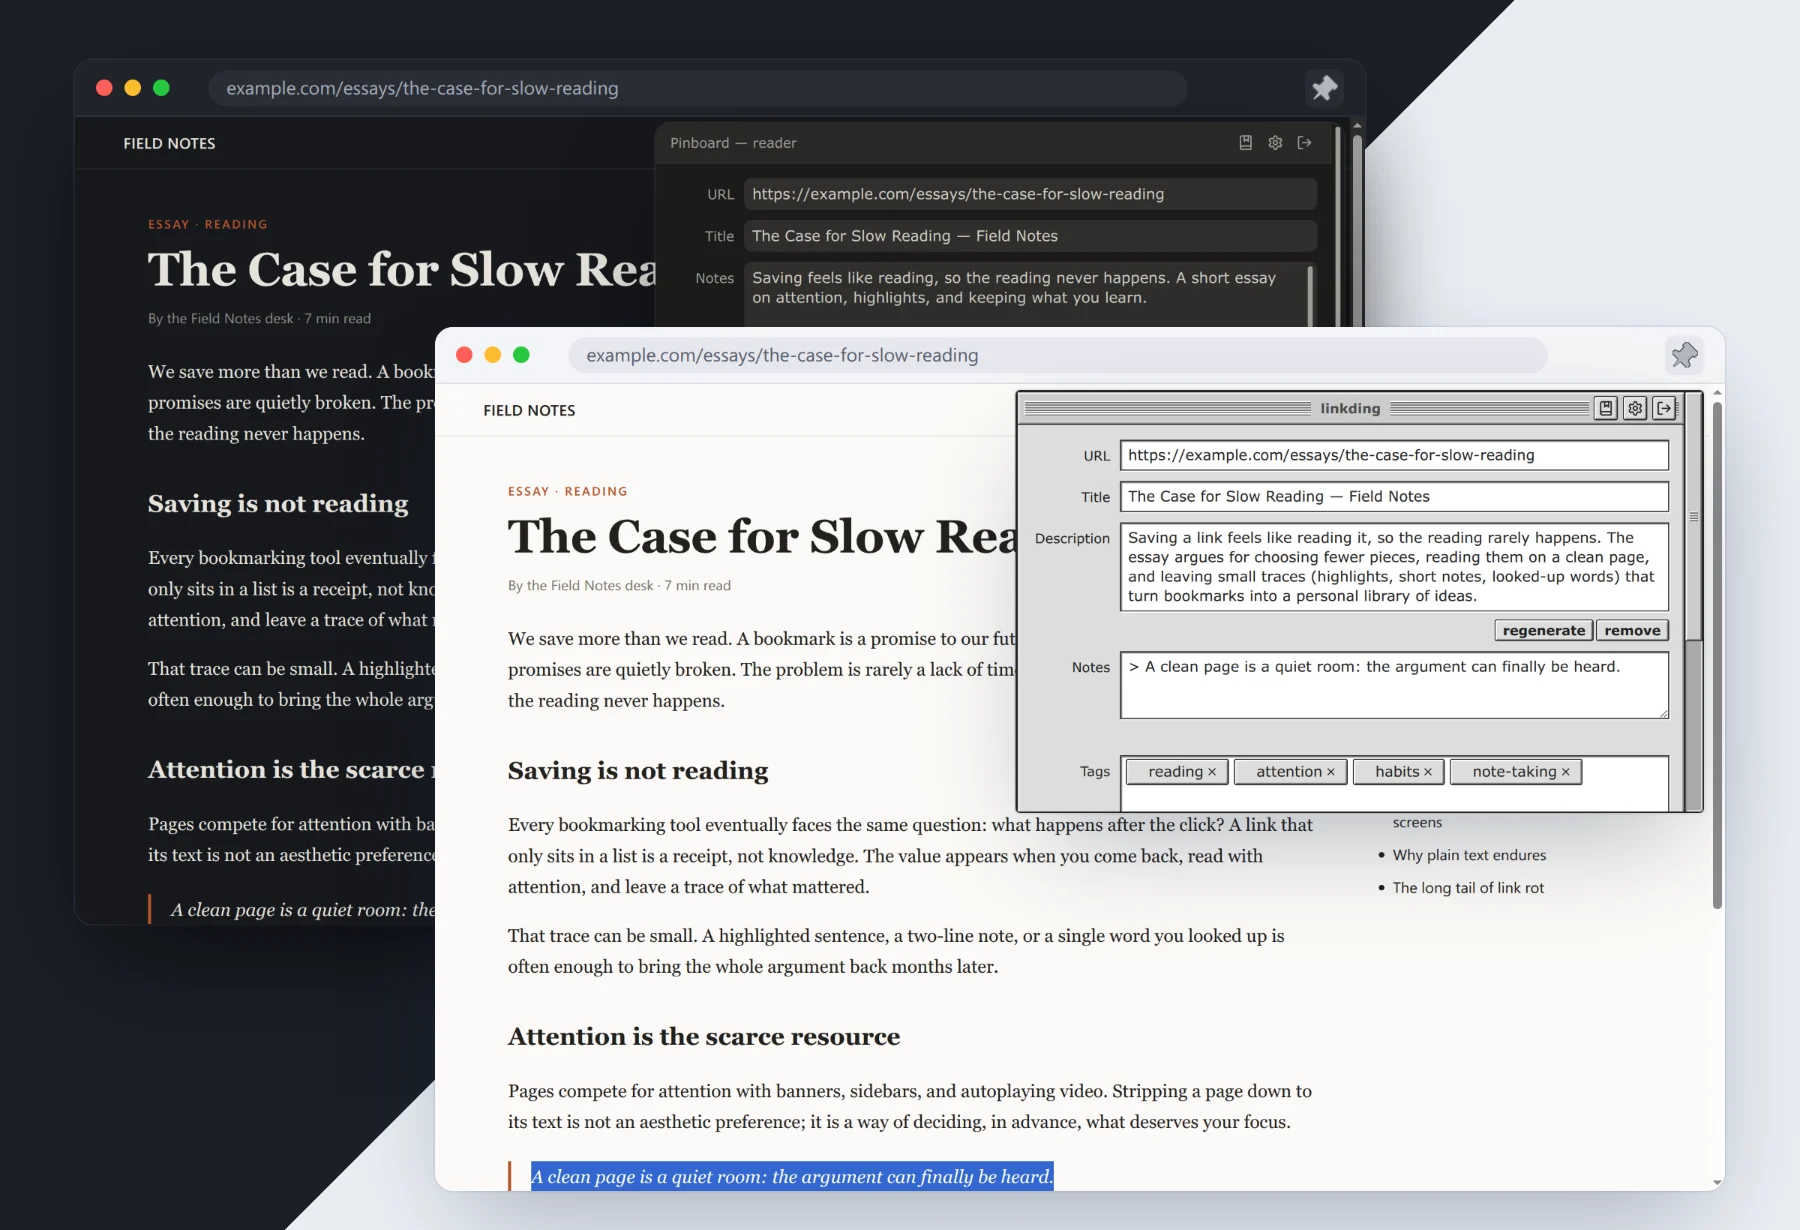 example.com/essays/the-case-for-slow-reading
FIELD NOTES
ESSAY · READING
The Case for Slow Rea
By the Field Notes desk · 7 min read
We save more than we read. A book
promises are quietly broken. The pr
the reading never happens.
Saving is not reading
Every bookmarking tool eventually f
only sits in a list is a receipt, not kno
attention, and leave a trace of what
That trace can be small. A highlighte
often enough to bring the whole arg
Attention is the scarce
Pages compete for attention with ba
its text is not an aesthetic preference
A clean page is a quiet room: the
Pinboard — reader
URL
https://example.com/essays/the-case-for-slow-reading
Title
The Case for Slow Reading — Field Notes
Notes
Saving feels like reading, so the reading never happens. A short essay
on attention, highlights, and keeping what you learn.
example.com/essays/the-case-for-slow-reading
FIELD NOTES
ESSAY · READING
The Case for Slow Rea
By the Field Notes desk · 7 min read
We save more than we read. A bookmark is a promise to our fut
promises are quietly broken. The problem is rarely a lack of tim
the reading never happens.
Saving is not reading
Every bookmarking tool eventually faces the same question: what happens after the click? A link that
only sits in a list is a receipt, not knowledge. The value appears when you come back, read with
attention, and leave a trace of what mattered.
That trace can be small. A highlighted sentence, a two-line note, or a single word you looked up is
often enough to bring the whole argument back months later.
Attention is the scarce resource
Pages compete for attention with banners, sidebars, and autoplaying video. Stripping a page down to
its text is not an aesthetic preference; it is a way of deciding, in advance, what deserves your focus.
A clean page is a quiet room: the argument can finally be heard.
linkding
URL
https://example.com/essays/the-case-for-slow-reading
Title
The Case for Slow Reading — Field Notes
Description
Saving a link feels like reading it, so the reading rarely happens. The
essay argues for choosing fewer pieces, reading them on a clean page,
and leaving small traces (highlights, short notes, looked-up words) that
turn bookmarks into a personal library of ideas.
regenerate
remove
Notes
> A clean page is a quiet room: the argument can finally be heard.
Tags
reading ×
attention ×
habits ×
note-taking ×
screens
• Why plain text endures
• The long tail of link rot